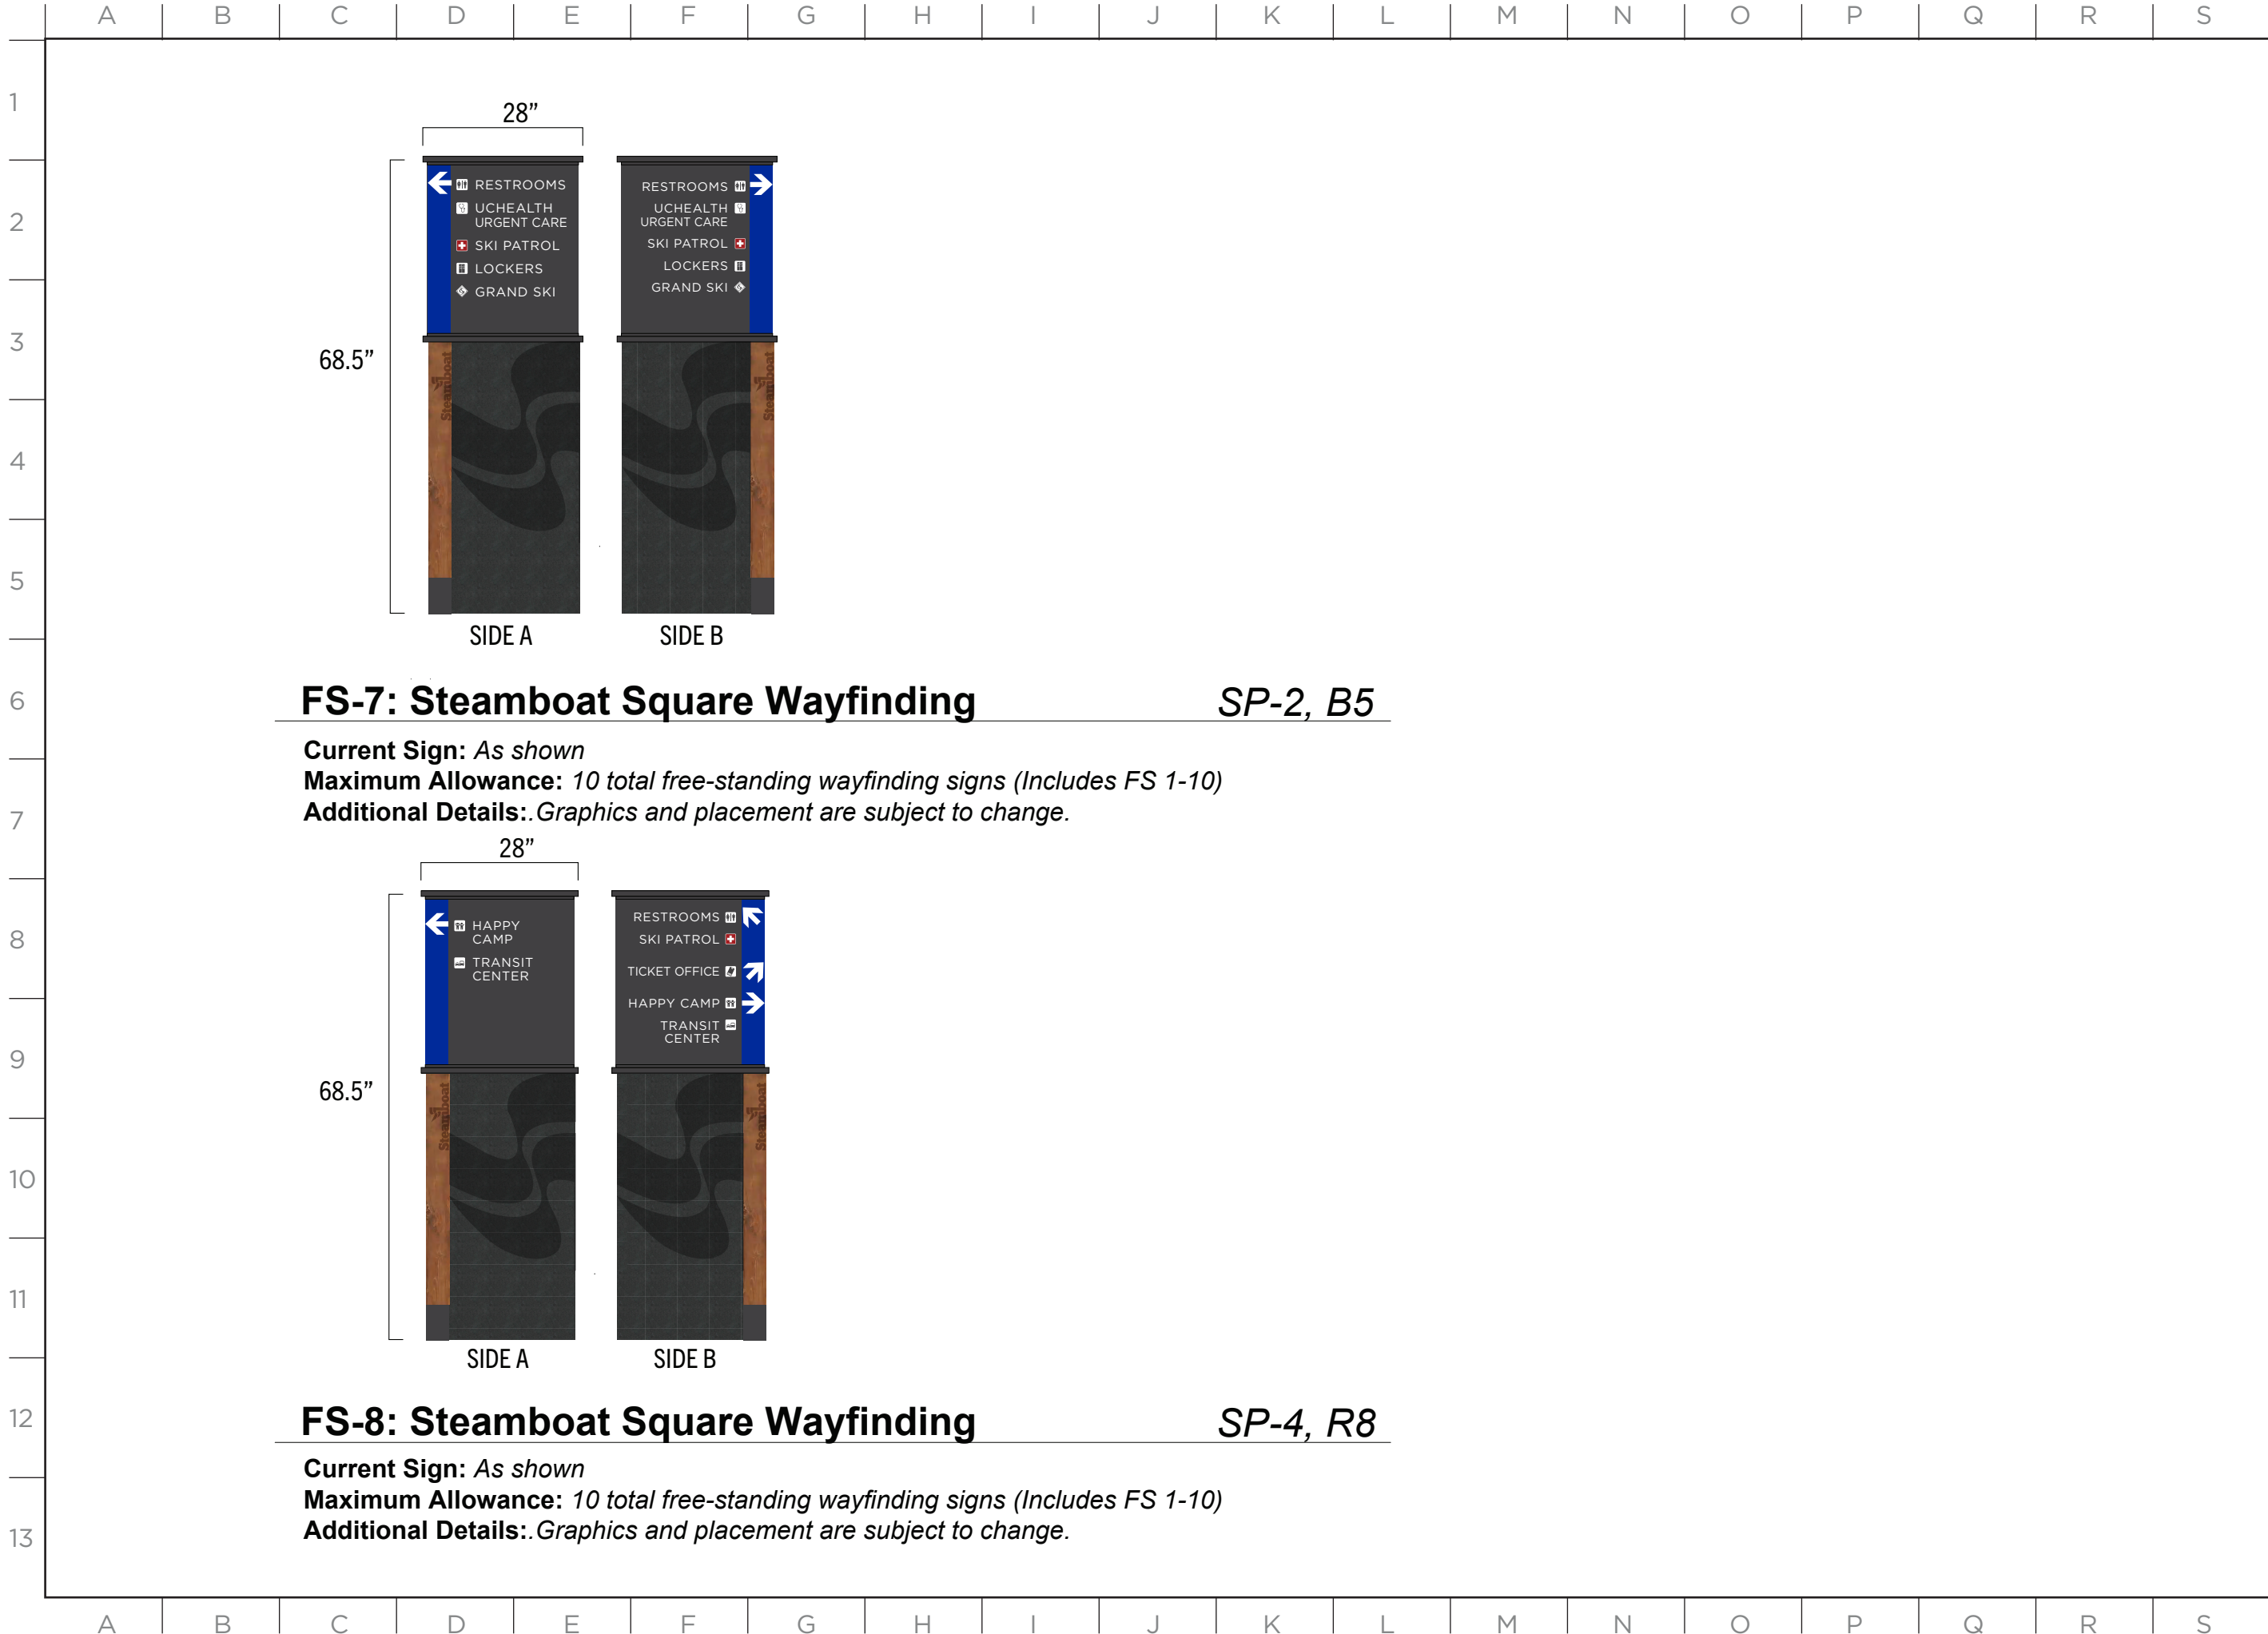 A B C D E F G H I J K L M N O P Q R S
1
2
3
4
5
6
7
8
9
10
11
12
13
28”
68.5”
RESTROOMS
UCHEALTH
URGENT CARE
SKI PATROL
LOCKERS
GRAND SKI
Steamboat
SIDE A
RESTROOMS
UCHEALTH
URGENT CARE
SKI PATROL
LOCKERS
GRAND SKI
Steamboat
SIDE B
FS-7: Steamboat Square Wayfinding SP-2, B5
Current Sign: As shown
Maximum Allowance: 10 total free-standing wayfinding signs (Includes FS 1-10)
Additional Details:.Graphics and placement are subject to change.
28”
68.5”
HAPPY
CAMP
TRANSIT
CENTER
Steamboat
SIDE A
RESTROOMS
SKI PATROL
TICKET OFFICE
HAPPY CAMP
TRANSIT
CENTER
Steamboat
SIDE B
FS-8: Steamboat Square Wayfinding SP-4, R8
Current Sign: As shown
Maximum Allowance: 10 total free-standing wayfinding signs (Includes FS 1-10)
Additional Details:.Graphics and placement are subject to change.
A B C D E F G H I J K L M N O P Q R S